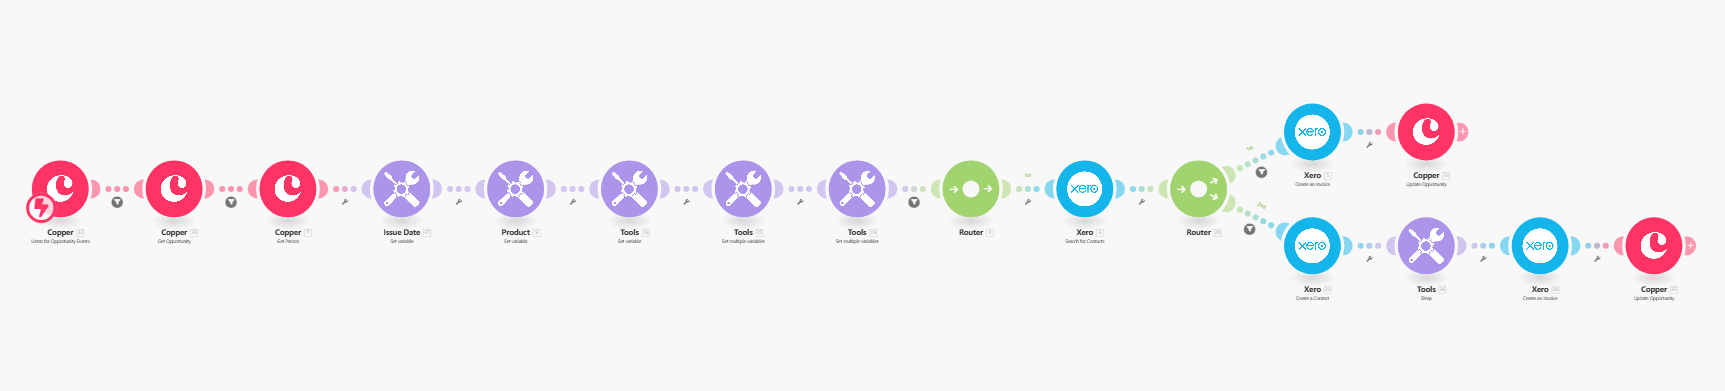 xero
1st
Xero
Create an Invoice
Copper
Update Opportunity
Copper
Listen for Opportunity Events
Copper
Get Opportunity
Copper
Get Person
Issue Date
Set variable
Product
Set variable
Tools
Set variable
Tools
Set multiple variables
Tools
Set multiple variables
Router
1st
xero
Xero
Search for Contacts
Router
2nd
xero
Xero
Create a Contact
Tools
Sleep
xero
Xero
Create an Invoice
Copper
Update Opportunity